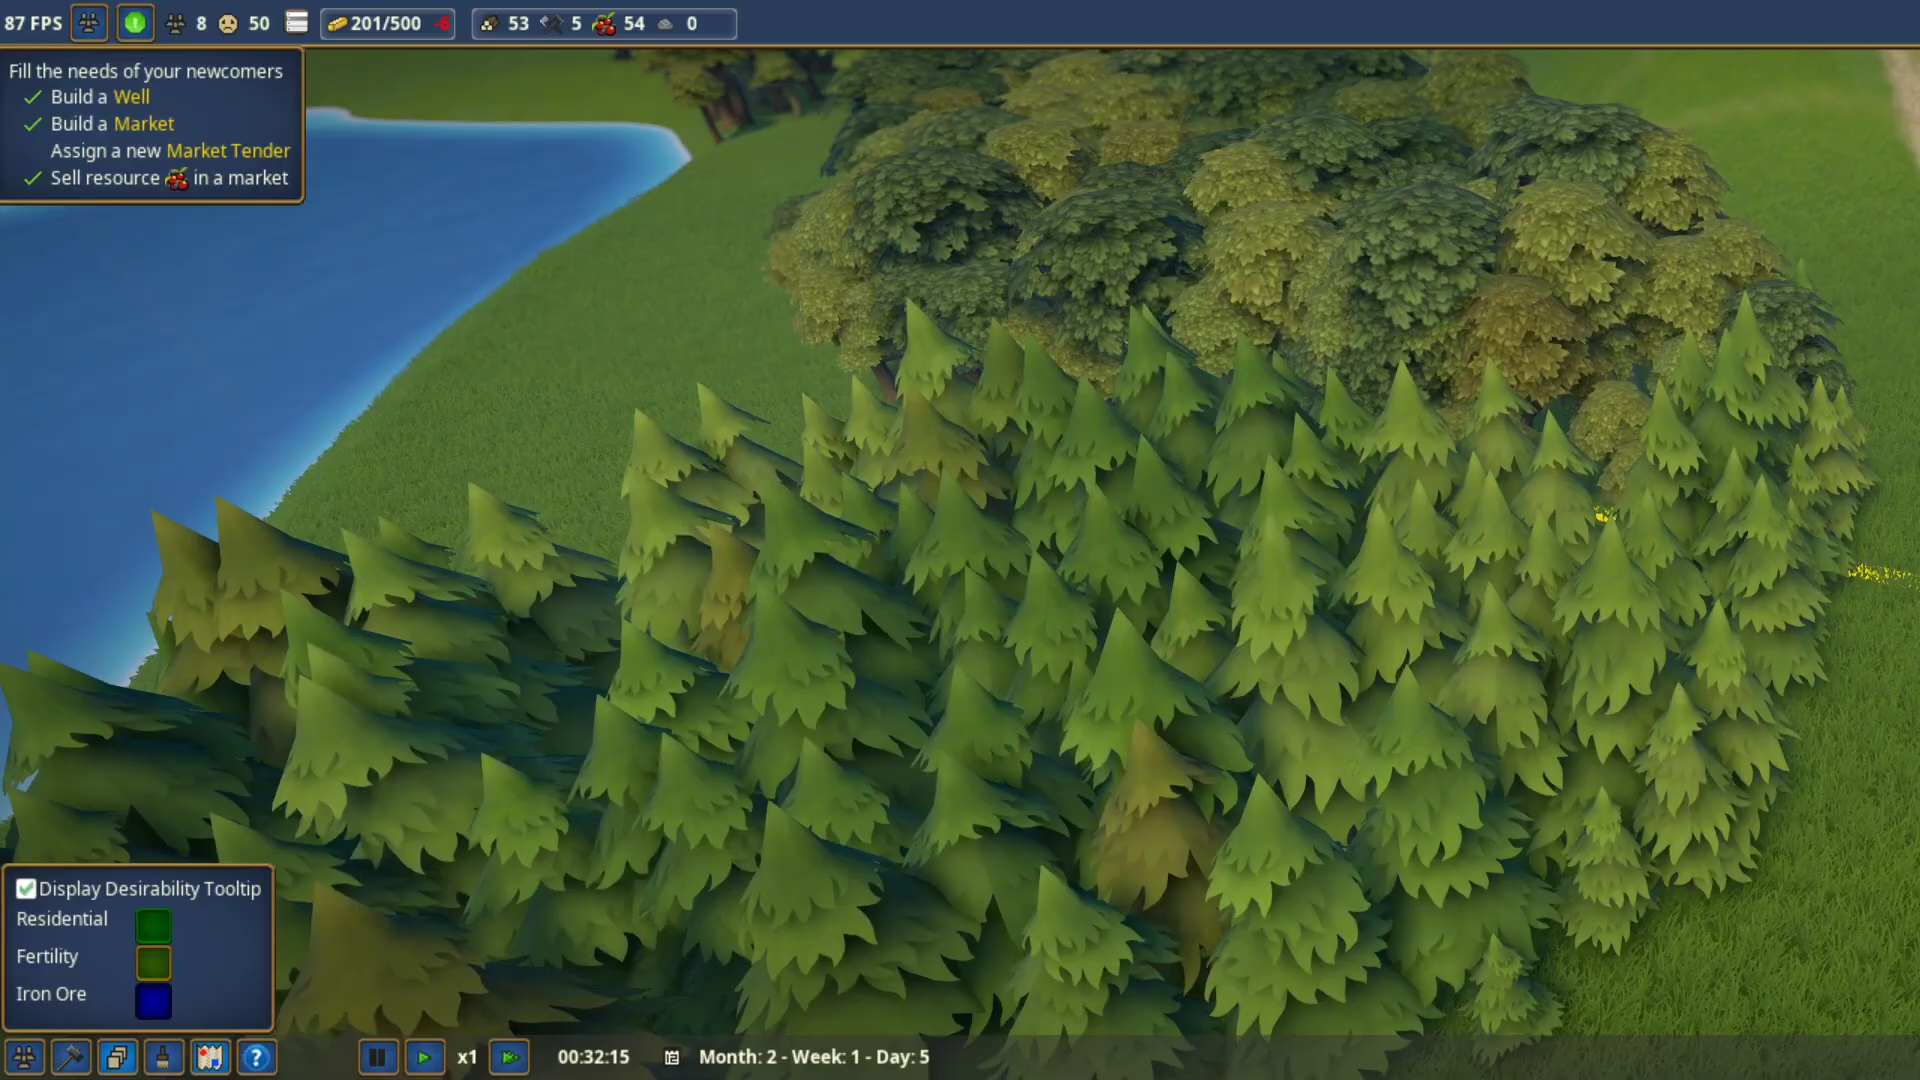 87 FPS 8 50 201/500 -6 53 5 54 0
Fill the needs of your newcomers
Build a Well
Build a Market
Assign a new Market Tender
Sell resource in a market
Display Desirability Tooltip
Residential
Fertility
Iron Ore
x1 00:32:15 Month: 2 - Week: 1 - Day: 5